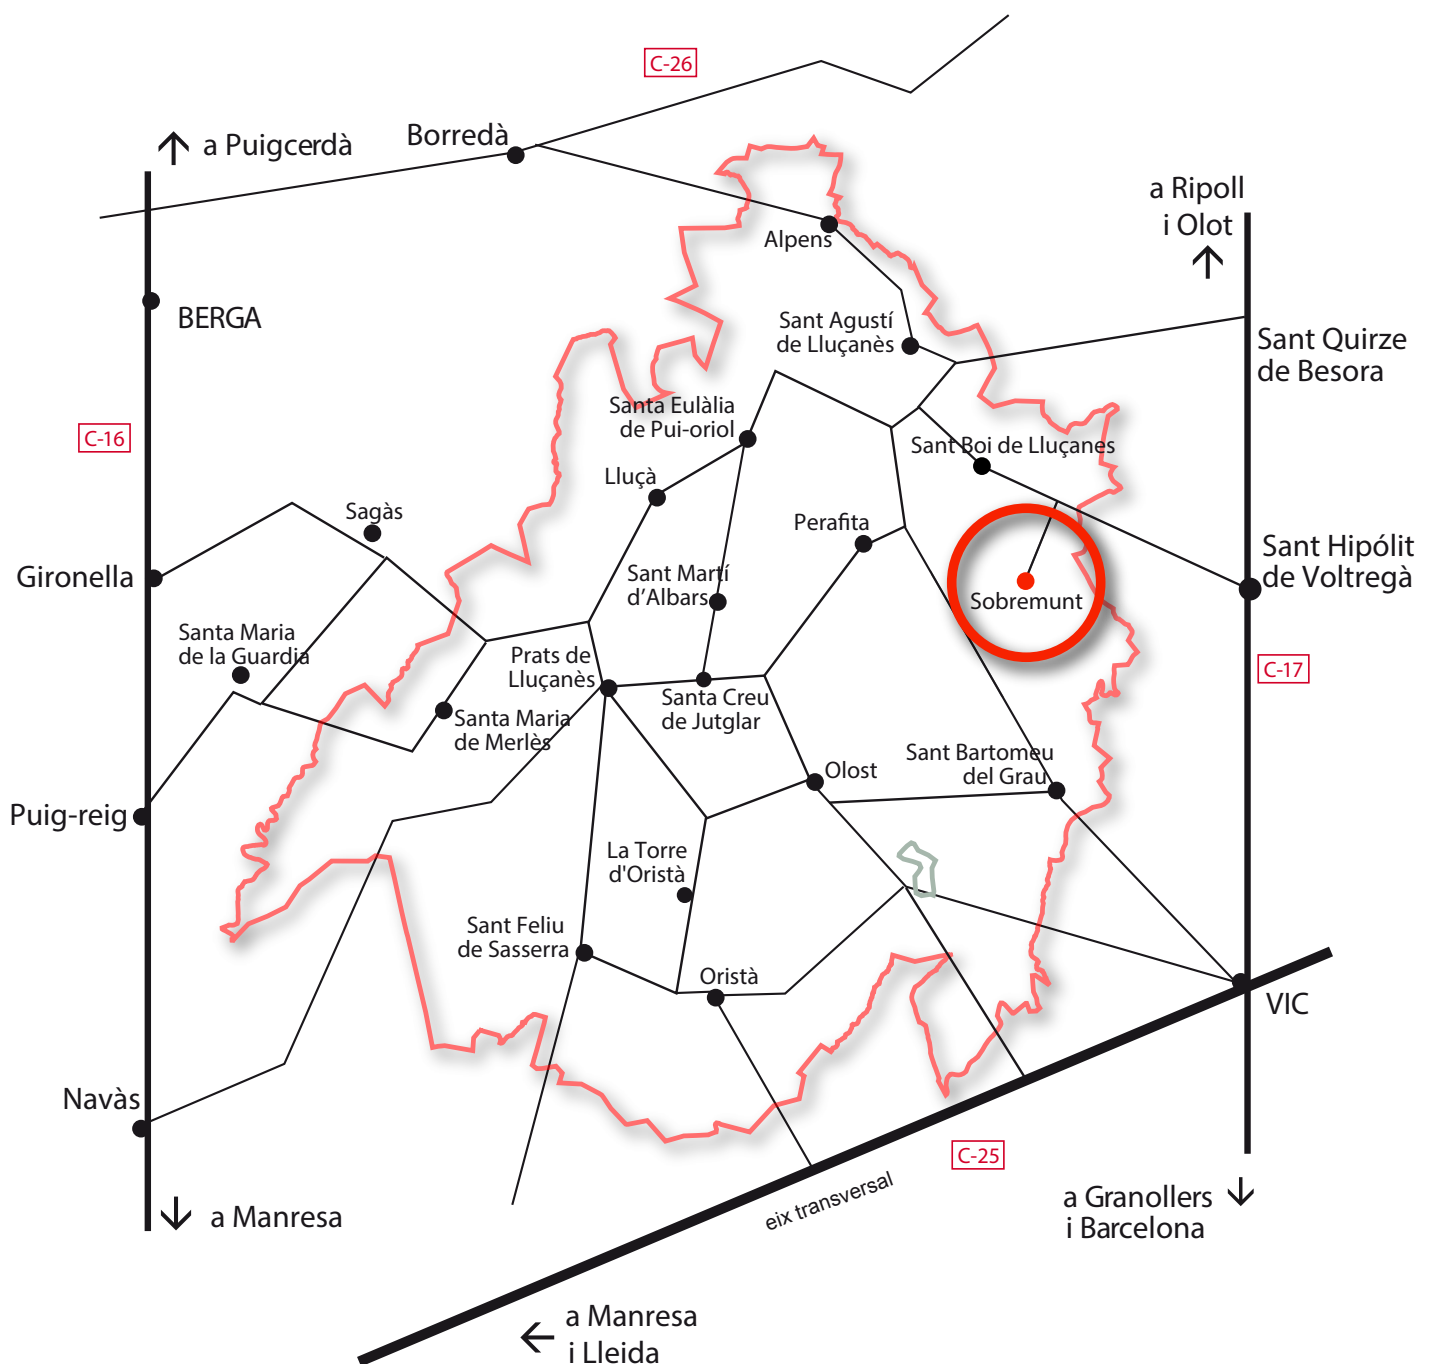 C-26
a Puigcerdà
Borredà
a Ripoll
i Olot
Alpens
BERGA
Sant Agustí
de Lluçanès
Sant Quirze
de Besora
C-16
Santa Eulàlia
de Pui-oriol
Sant Boi de Lluçanes
Lluçà
Sagàs
Perafita
Sant Hipólit
de Voltregà
Gironella
Sant Martí
d'Albars
Sobremunt
Santa Maria
de la Guardia
Prats de
Lluçanès
C-17
Santa Creu
de Jutglar
Santa Maria
de Merlès
Sant Bartomeu
del Grau
Olost
Puig-reig
La Torre
d'Oristà
Sant Feliu
de Sasserra
Oristà
VIC
Navàs
C-25
eix transversal
a Manresa
a Granollers
i Barcelona
a Manresa
i Lleida